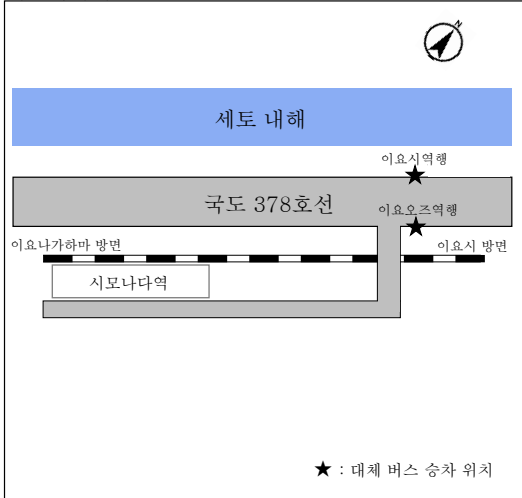 N
세토 내해
이요시역행
국도 378호선
이요오즈역행
이요나가하마 방면
이요시 방면
시모나다역
★ : 대체 버스 승차 위치